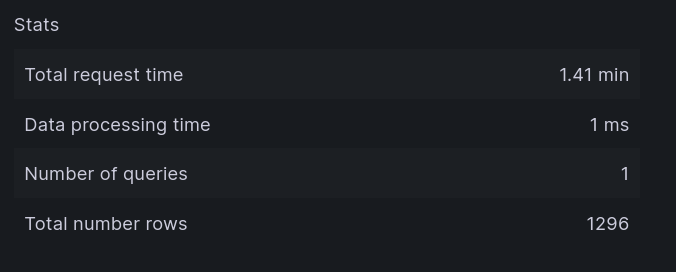 Stats
Total request time 1.41 min
Data processing time 1 ms
Number of queries 1
Total number rows 1296